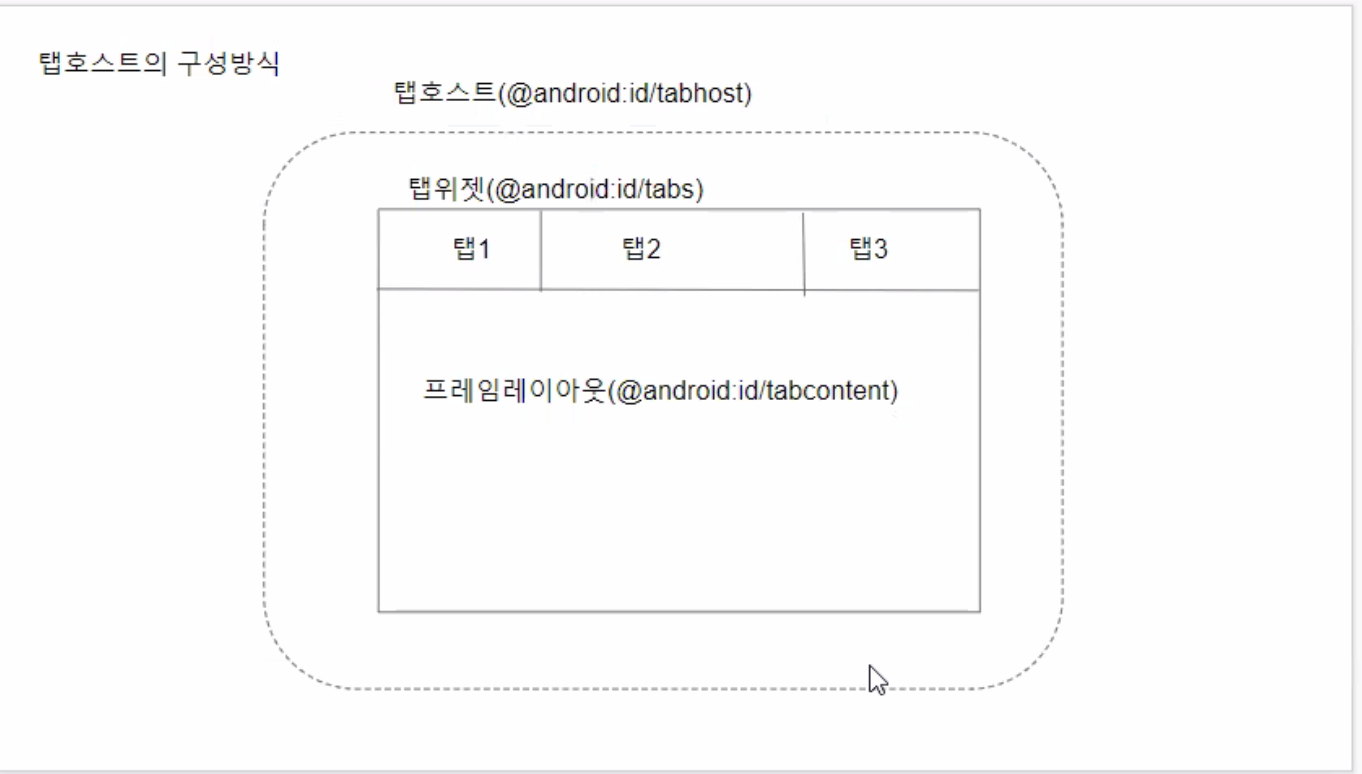 탭호스트의 구성방식
탭호스트(@android:id/tabhost)
탭위젯(@android:id/tabs)
탭1 탭2 탭3
프레임레이아웃(@android:id/tabcontent)